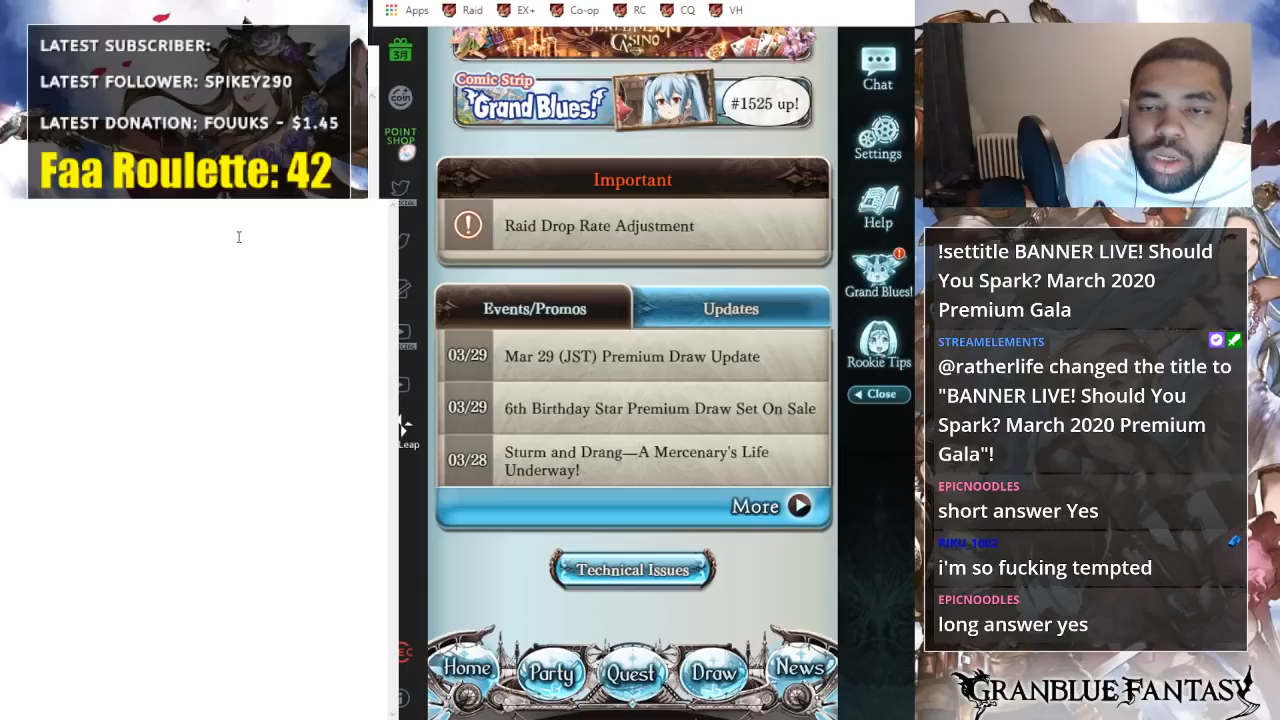 LATEST SUBSCRIBER:
LATEST FOLLOWER: SPIKEY290
LATEST DONATION: FOUUKS - $1.45
Faa Roulette: 42
Apps Raid EX+ Co-op RC CQ VH
3月
coin
POINT
SHOP
Leap
CASINO
Comic Strip
Grand Blues!
#1525 up!
Important
Raid Drop Rate Adjustment
Events/Promos Updates
03/29 Mar 29 (JST) Premium Draw Update
03/29 6th Birthday Star Premium Draw Set On Sale
03/28 Sturm and Drang—A Mercenary's Life
Underway!
More
Technical Issues
Home Party Quest Draw News
Chat
Settings
Help
Grand Blues!
Rookie Tips
Close
!settitle BANNER LIVE! Should
You Spark? March 2020
Premium Gala
STREAMELEMENTS
@ratherlife changed the title to
"BANNER LIVE! Should You
Spark? March 2020 Premium
Gala"!
EPICNOODLES
short answer Yes
i'm so fucking tempted
EPICNOODLES
long answer yes
GRANBLUE FANTASY